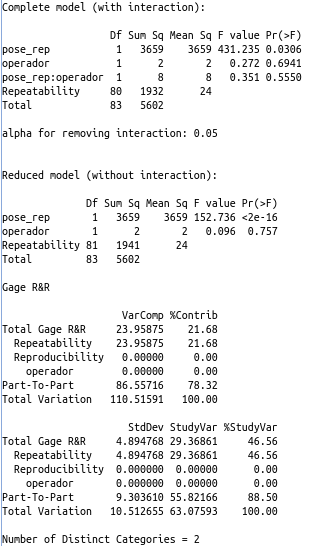 Complete model (with interaction):
Df Sum Sq Mean Sq F value Pr(>F)
pose_rep 1 3659 3659 431.235 0.0306
operador 1 2 2 0.272 0.6941
pose_rep:operador 1 8 8 0.351 0.5550
Repeatability 80 1932 24
Total 83 5602
alpha for removing interaction: 0.05
Reduced model (without interaction):
Df Sum Sq Mean Sq F value Pr(>F)
pose_rep 1 3659 3659 152.736 <2e-16
operador 1 2 2 0.096 0.757
Repeatability 81 1941 24
Total 83 5602
Gage R&R
VarComp %Contrib
Total Gage R&R 23.95875 21.68
Repeatability 23.95875 21.68
Reproducibility 0.00000 0.00
operador 0.00000 0.00
Part-To-Part 86.55716 78.32
Total Variation 110.51591 100.00
StdDev StudyVar %StudyVar
Total Gage R&R 4.894768 29.36861 46.56
Repeatability 4.894768 29.36861 46.56
Reproducibility 0.000000 0.00000 0.00
operador 0.000000 0.00000 0.00
Part-To-Part 9.303610 55.82166 88.50
Total Variation 10.512655 63.07593 100.00
Number of Distinct Categories = 2